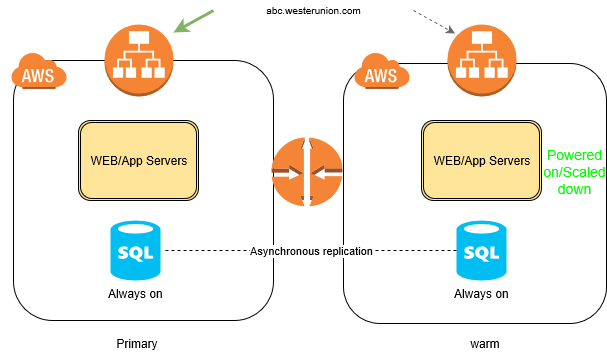 abc.westerunion.com
AWS
AWS
WEB/App Servers
WEB/App Servers
Powered
on/Scaled
down
SQL
Asynchronous replication
SQL
Always on
Always on
Primary
warm